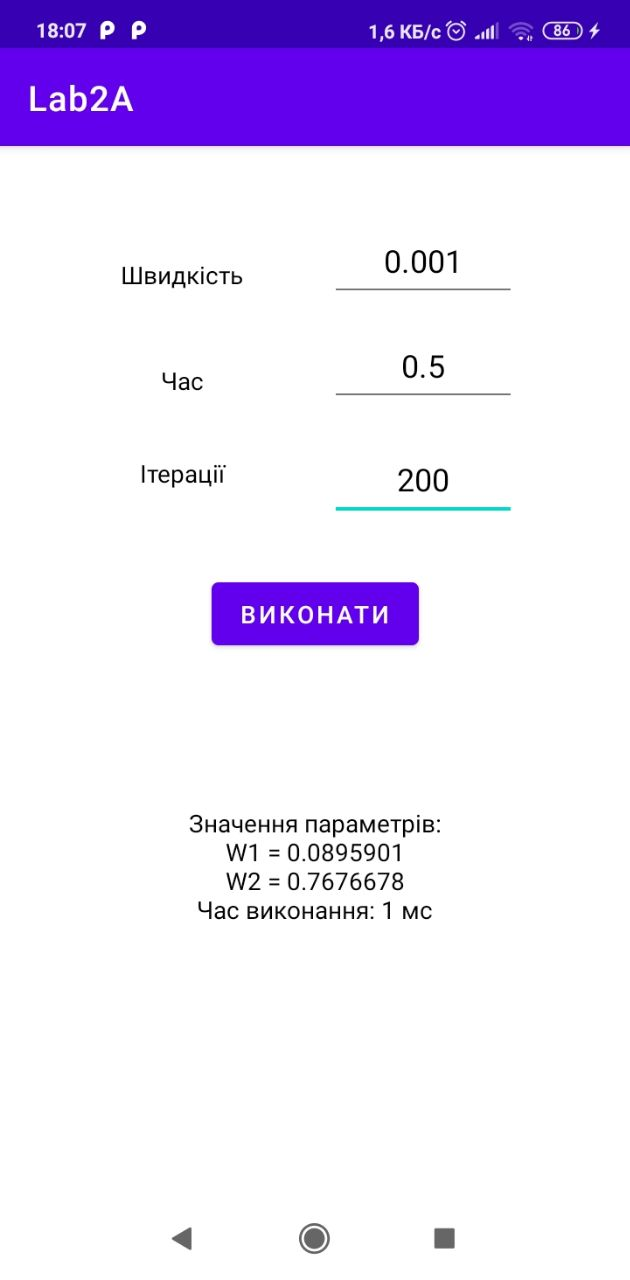 18:07 P P 1,6 КБ/с 86
Lab2A
Швидкість 0.001
Час 0.5
Ітерації 200
ВИКОНАТИ
Значення параметрів:
W1 = 0.0895901
W2 = 0.7676678
Час виконання: 1 мс